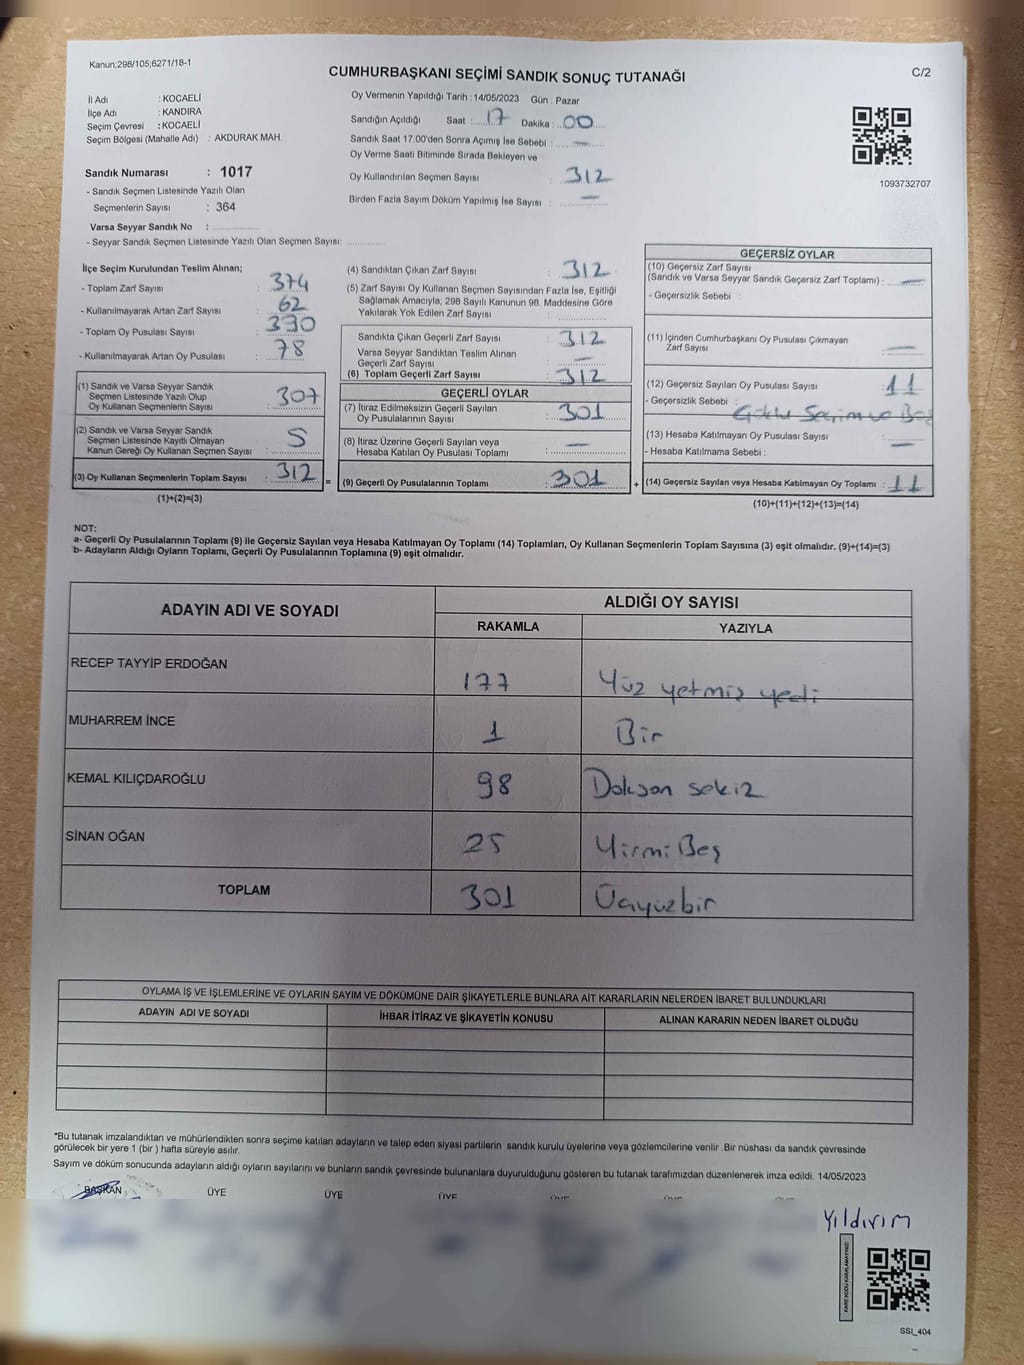 Kanun;298/105;6271/18-1
CUMHURBAŞKANI SEÇİMİ SANDIK SONUÇ TUTANAĞI
C/2
İl Adı : KOCAELİ
İlçe Adı : KANDIRA
Seçim Çevresi : KOCAELİ
Seçim Bölgesi (Mahalle Adı) : AKDURAK MAH.
Sandık Numarası : 1017
- Sandık Seçmen Listesinde Yazılı Olan
Seçmenlerin Sayısı : 364
Varsa Seyyar Sandık No :
- Seyyar Sandık Seçmen Listesinde Yazılı Olan Seçmen Sayısı:
Oy Vermenin Yapıldığı Tarih : 14/05/2023 Gün : Pazar
Sandığın Açıldığı Saat : 17 Dakika : 00
Sandık Saat 17:00'den Sonra Açımış İse Sebebi : —
Oy Verme Saati Bitiminde Sırada Bekleyen ve
Oy Kullandırılan Seçmen Sayısı : 312
Birden Fazla Sayım Döküm Yapılmış İse Sayısı : —
1093732707
İlçe Seçim Kurulundan Teslim Alınan;
- Toplam Zarf Sayısı : 374
- Kullanılmayarak Artan Zarf Sayısı : 62
- Toplam Oy Pusulası Sayısı : 390
- Kullanılmayarak Artan Oy Pusulası : 78
(1) Sandık ve Varsa Seyyar Sandık
Seçmen Listesinde Yazılı Olup
Oy Kullanan Seçmenlerin Sayısı : 307
(2) Sandık ve Varsa Seyyar Sandık
Seçmen Listesinde Kayıtlı Olmayan
Kanun Gereği Oy Kullanan Seçmen Sayısı : 5
(3) Oy Kullanan Seçmenlerin Toplam Sayısı : 312 =
(1)+(2)=(3)
(4) Sandıktan Çıkan Zarf Sayısı : 312
(5) Zarf Sayısı Oy Kullanan Seçmen Sayısından Fazla İse, Eşitliği
Sağlamak Amacıyla, 298 Sayılı Kanunun 98. Maddesine Göre
Yakılarak Yok Edilen Zarf Sayısı :
Sandıkta Çıkan Geçerli Zarf Sayısı : 312
Varsa Seyyar Sandıktan Teslim Alınan
Geçerli Zarf Sayısı : —
(6) Toplam Geçerli Zarf Sayısı : 312
GEÇERLİ OYLAR
(7) İtiraz Edilmeksizin Geçerli Sayılan
Oy Pusulalarının Sayısı : 301
(8) İtiraz Üzerine Geçerli Sayılan veya
Hesaba Katılan Oy Pusulası Toplamı : —
(9) Geçerli Oy Pusulalarının Toplamı : 301 +
GEÇERSİZ OYLAR
(10) Geçersiz Zarf Sayısı
(Sandık ve Varsa Seyyar Sandık Geçersiz Zarf Toplamı) : —
- Geçersizlik Sebebi :
(11) İçinden Cumhurbaşkanı Oy Pusulası Çıkmayan
Zarf Sayısı : —
(12) Geçersiz Sayılan Oy Pusulası Sayısı : 11
- Geçersizlik Sebebi :
(13) Hesaba Katılmayan Oy Pusulası Sayısı : —
- Hesaba Katılmama Sebebi :
(14) Geçersiz Sayılan veya Hesaba Katılmayan Oy Toplamı : 11
(10)+(11)+(12)+(13)=(14)
NOT:
a- Geçerli Oy Pusulalarının Toplamı (9) ile Geçersiz Sayılan veya Hesaba Katılmayan Oy Toplamı (14) Toplamları, Oy Kullanan Seçmenlerin Toplam Sayısına (3) eşit olmalıdır. (9)+(14)=(3)
b- Adayların Aldığı Oyların Toplamı, Geçerli Oy Pusulalarının Toplamına (9) eşit olmalıdır.
ADAYIN ADI VE SOYADI
ALDIĞI OY SAYISI
RAKAMLA YAZIYLA
RECEP TAYYİP ERDOĞAN 177 Yüz yetmiz yedi
MUHARREM İNCE 1 Bir
KEMAL KILIÇDAROĞLU 98 Doksan sekiz
SİNAN OĞAN 25 Yirmi Beş
TOPLAM 301 Üçyüzbir
OYLAMA İŞ VE İŞLEMLERİNE VE OYLARIN SAYIM VE DÖKÜMÜNE DAİR ŞİKAYETLERLE BUNLARA AİT KARARLARIN NELERDEN İBARET BULUNDUKLARI
ADAYIN ADI VE SOYADI İHBAR İTİRAZ VE ŞİKAYETİN KONUSU ALINAN KARARIN NEDEN İBARET OLDUĞU
*Bu tutanak imzalandıktan ve mühürlendikten sonra seçime katılan adayların ve talep eden siyasi partilerin sandık kurulu üyelerine veya gözlemcilerine verilir .Bir nüshası da sandık çevresinde
görülecek bir yere 1 (bir ) hafta süreyle asılır.
Sayım ve döküm sonucunda adayların aldığı oyların sayılarını ve bunların sandık çevresinde bulunanlara duyurulduğunu gösteren bu tutanak tarafımızdan düzenlenerek imza edildi. 14/05/2023
BAŞKAN ÜYE ÜYE ÜYE
Yıldırım
SSI_404